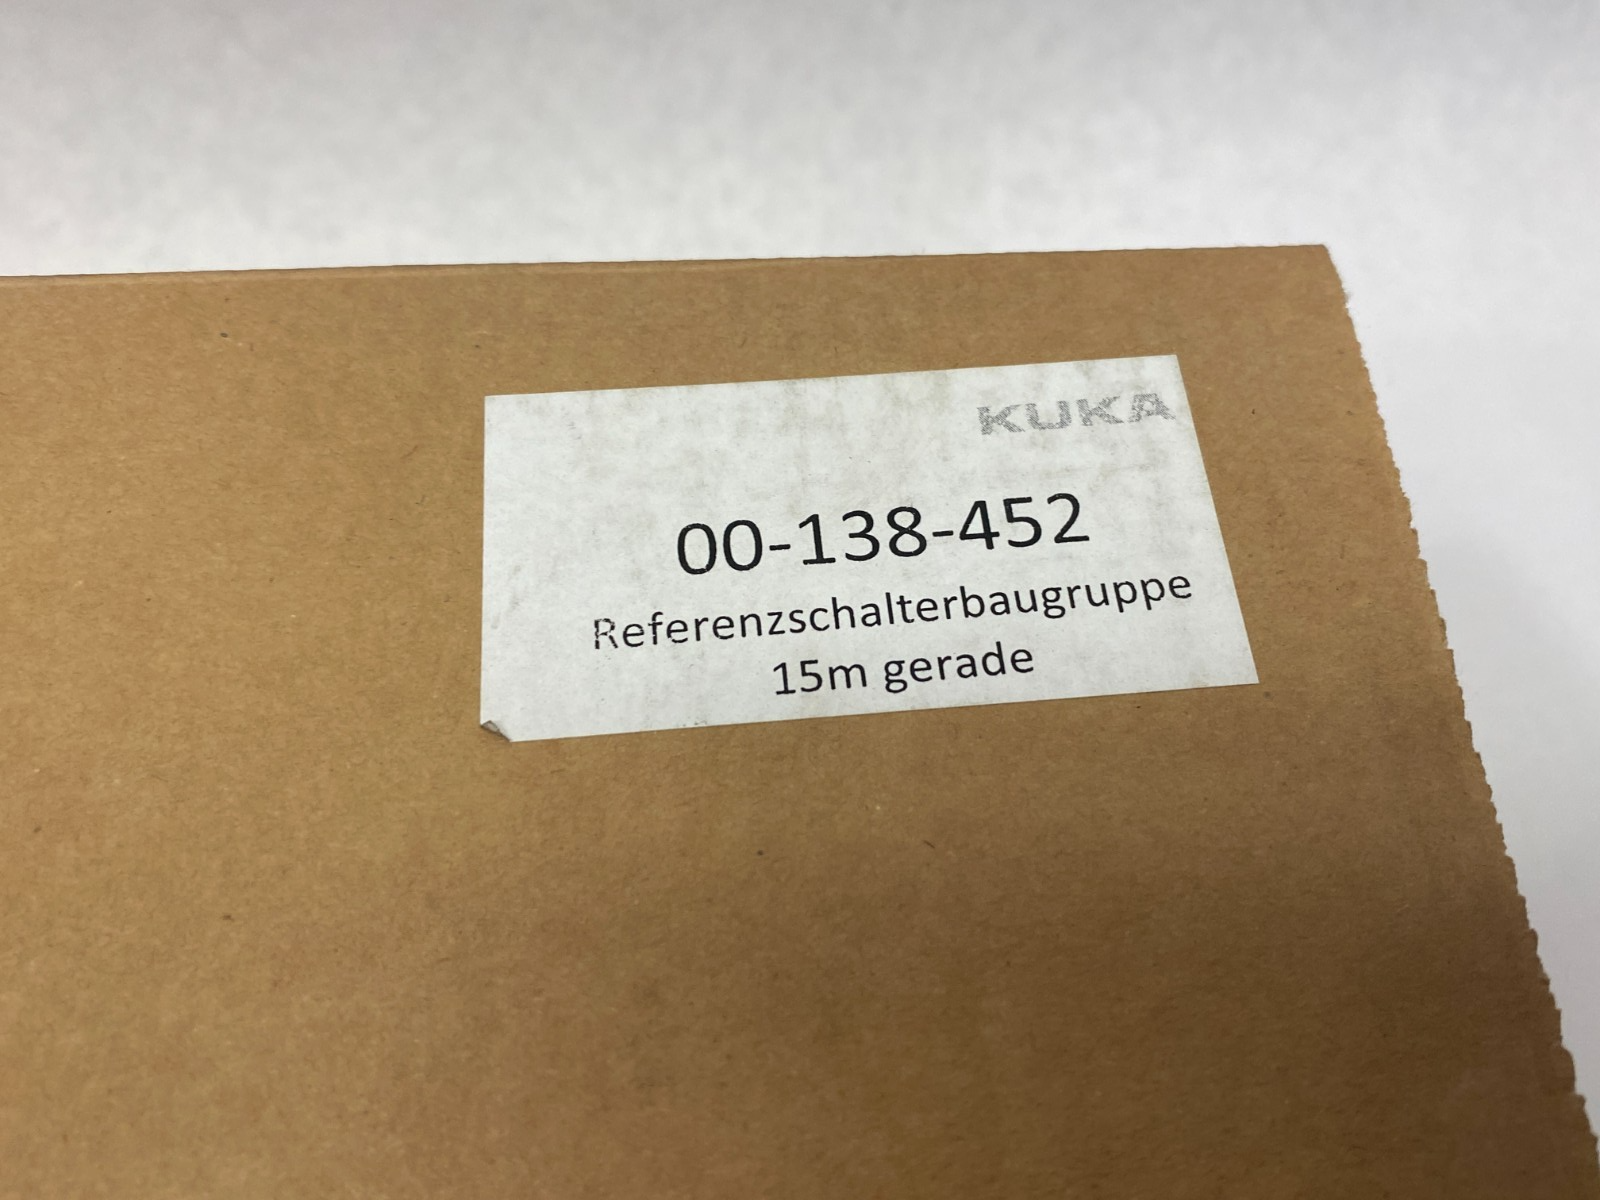 KUKA
00-138-452
Referenzschalterbaugruppe
15m gerade